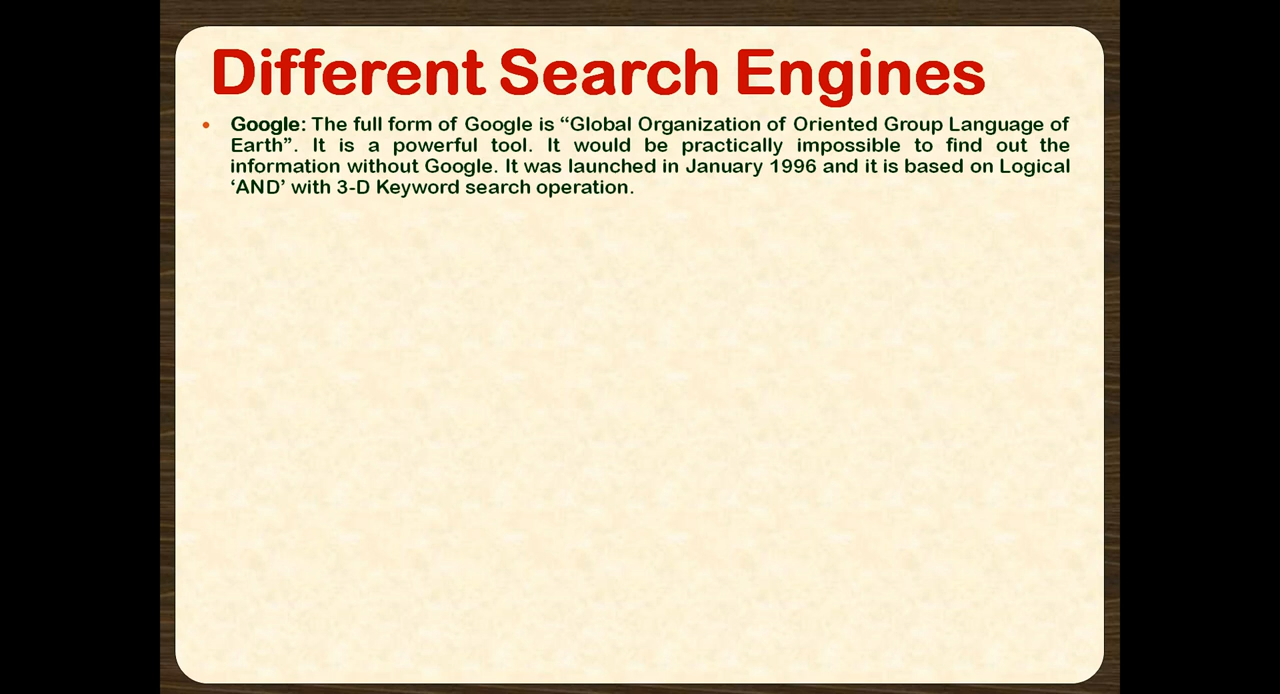 Different Search Engines
• Google: The full form of Google is “Global Organization of Oriented Group Language of
Earth”. It is a powerful tool. It would be practically impossible to find out the
information without Google. It was launched in January 1996 and it is based on Logical
‘AND’ with 3-D Keyword search operation.